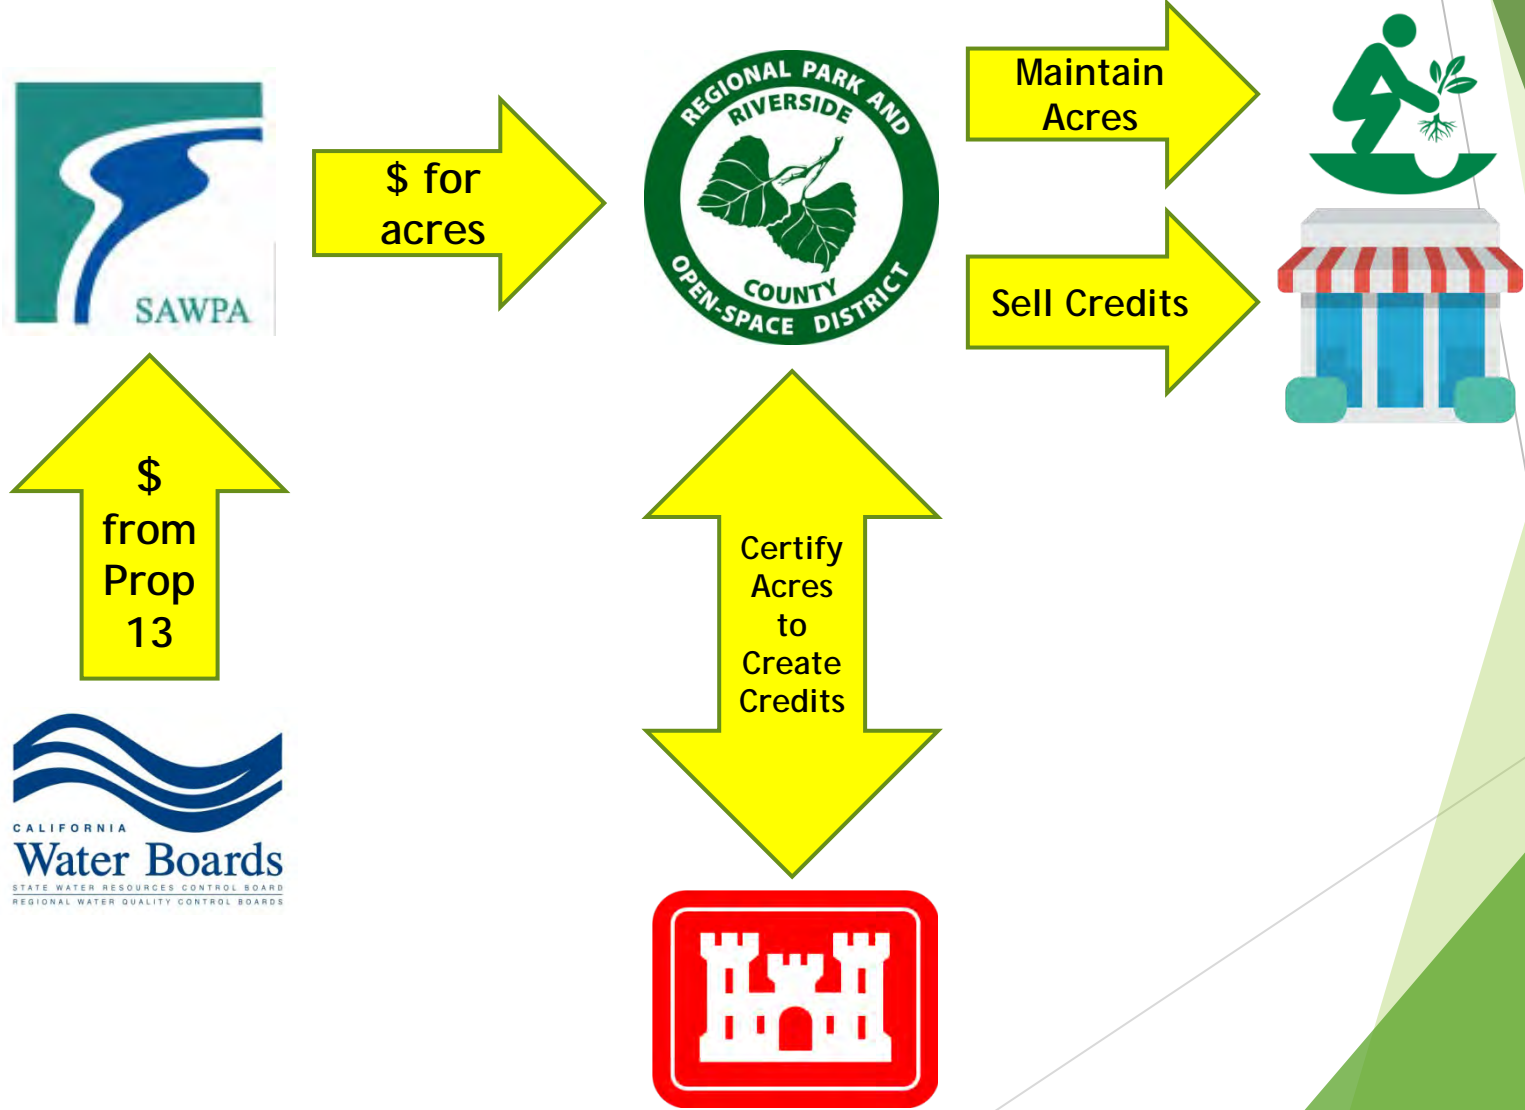 SAWPA
$ for
acres
REGIONAL PARK AND
RIVERSIDE
COUNTY
OPEN-SPACE DISTRICT
Maintain
Acres
Sell Credits
$
from
Prop
13
Certify
Acres
to
Create
Credits
CALIFORNIA
Water Boards
STATE WATER RESOURCES CONTROL BOARD
REGIONAL WATER QUALITY CONTROL BOARDS